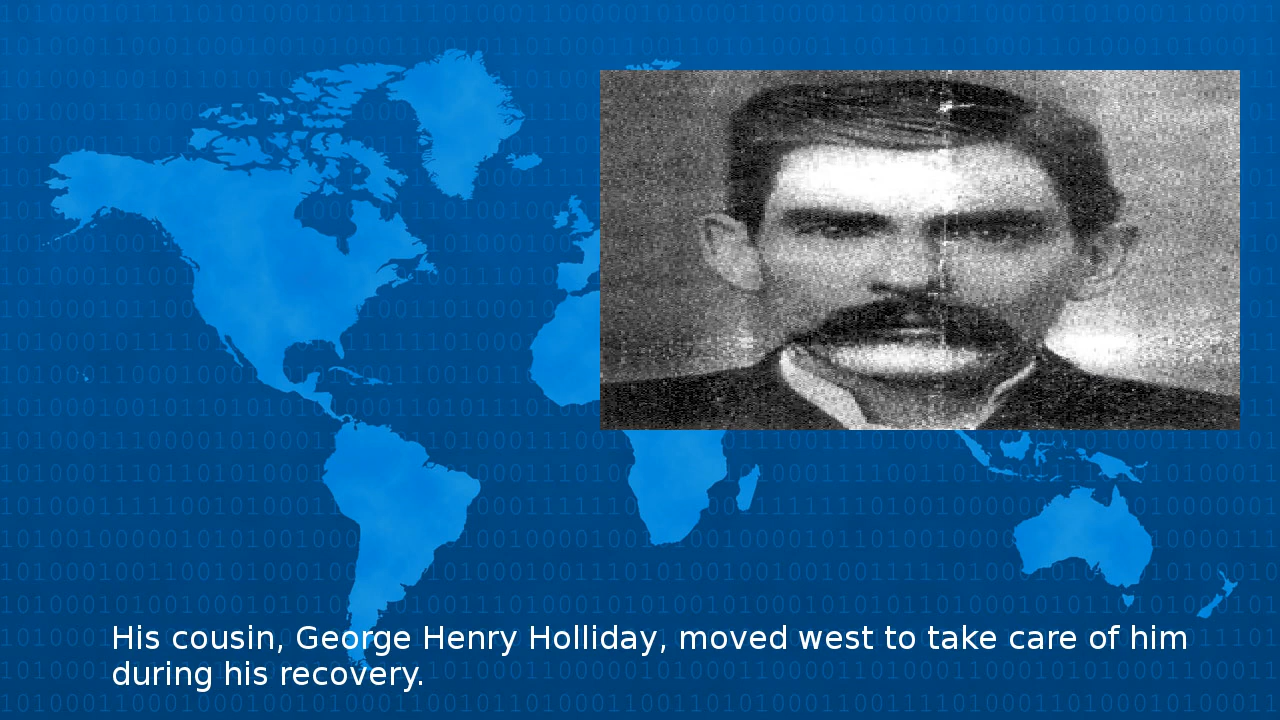 His cousin, George Henry Holliday, moved west to take care of him
during his recovery.